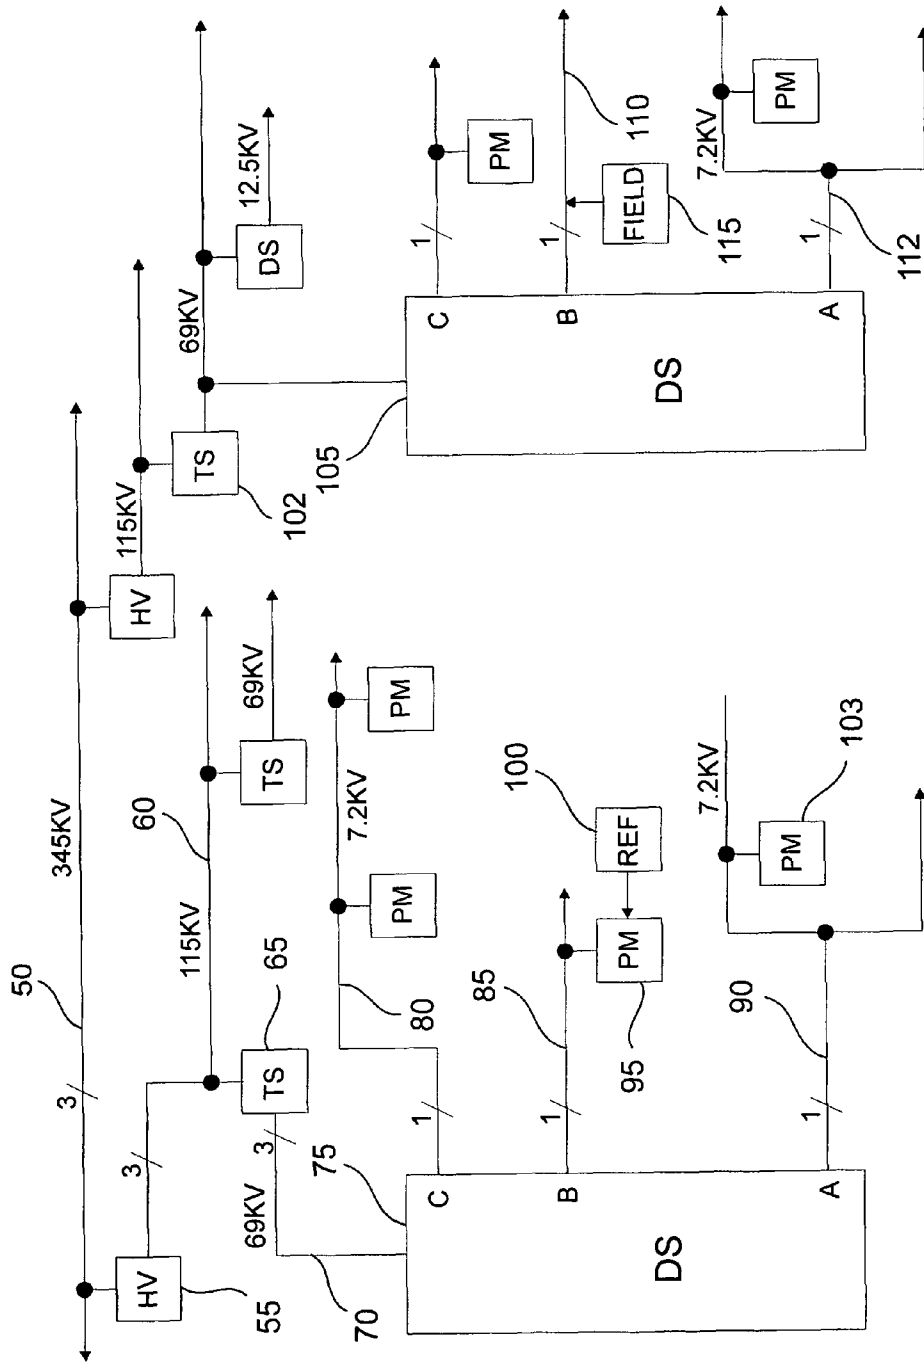 50
345KV
3
HV
55
3
115KV
60
TS
65
TS
69KV
3
69KV
70
75
DS
C
1
80
7.2KV
PM
PM
B
1
85
PM
95
REF
100
A
1
90
7.2KV
PM
103
HV
115KV
TS
102
69KV
DS
12.5KV
105
DS
C
1
PM
B
1
FIELD
115
110
A
1
112
7.2KV
PM